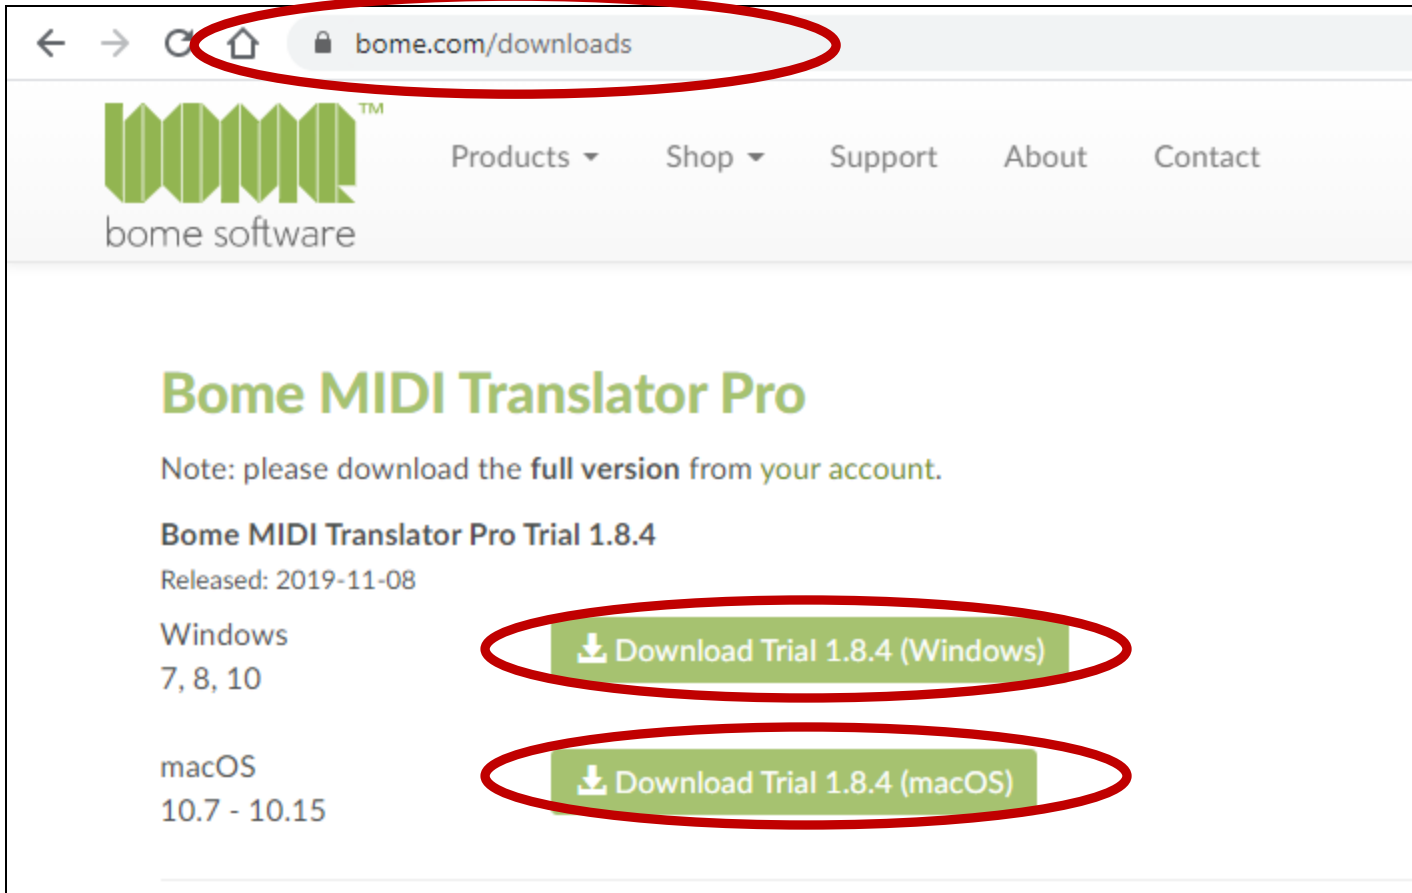 bome.com/downloads
bome™
Products Shop Support About Contact
bome software
Bome MIDI Translator Pro
Note: please download the full version from your account.
Bome MIDI Translator Pro Trial 1.8.4
Released: 2019-11-08
Windows
7, 8, 10
Download Trial 1.8.4 (Windows)
macOS
10.7 - 10.15
Download Trial 1.8.4 (macOS)